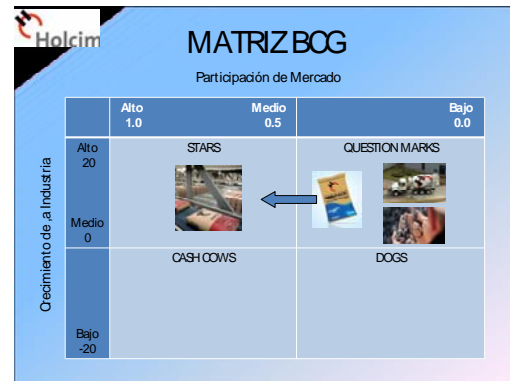 Holcim
MATRIZ BCG
Participación de Mercado
Alto Medio Bajo
1.0 0.5 0.0
Crecimiento de ,a Industria
Alto
20
STARS QUESTION MARKS
Medio
0
CASH COWS DOGS
Bajo
-20